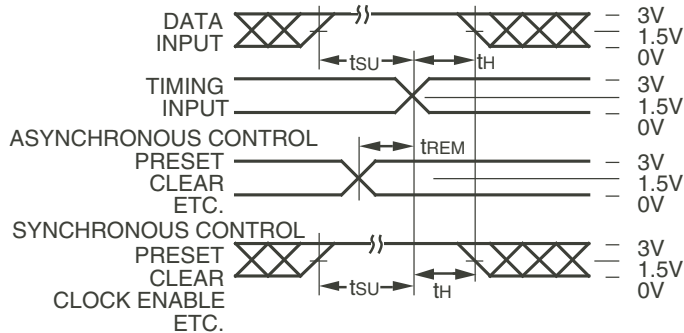 DATA
INPUT
3V
1.5V
0V
tSU
tH
TIMING
INPUT
3V
1.5V
0V
ASYNCHRONOUS CONTROL
PRESET
CLEAR
ETC.
tREM
3V
1.5V
0V
SYNCHRONOUS CONTROL
PRESET
CLEAR
CLOCK ENABLE
ETC.
tSU
tH
3V
1.5V
0V